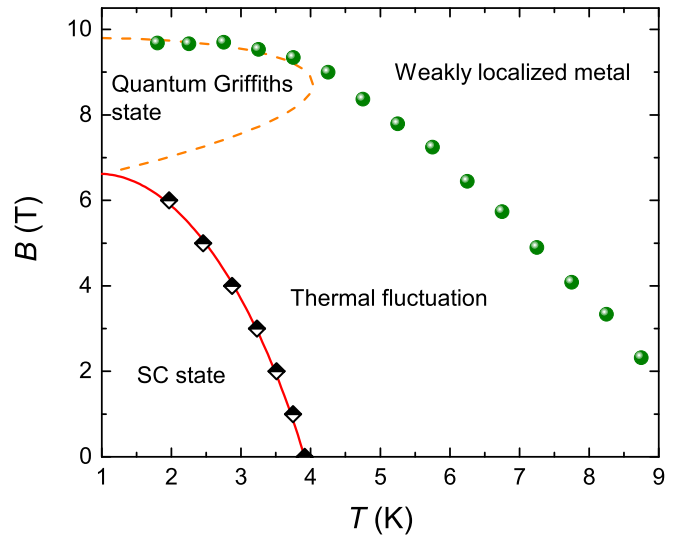 10
8
6
4
2
0
B (T)
Quantum Griffiths
state
Weakly localized metal
Thermal fluctuation
SC state
1 2 3 4 5 6 7 8 9
T (K)